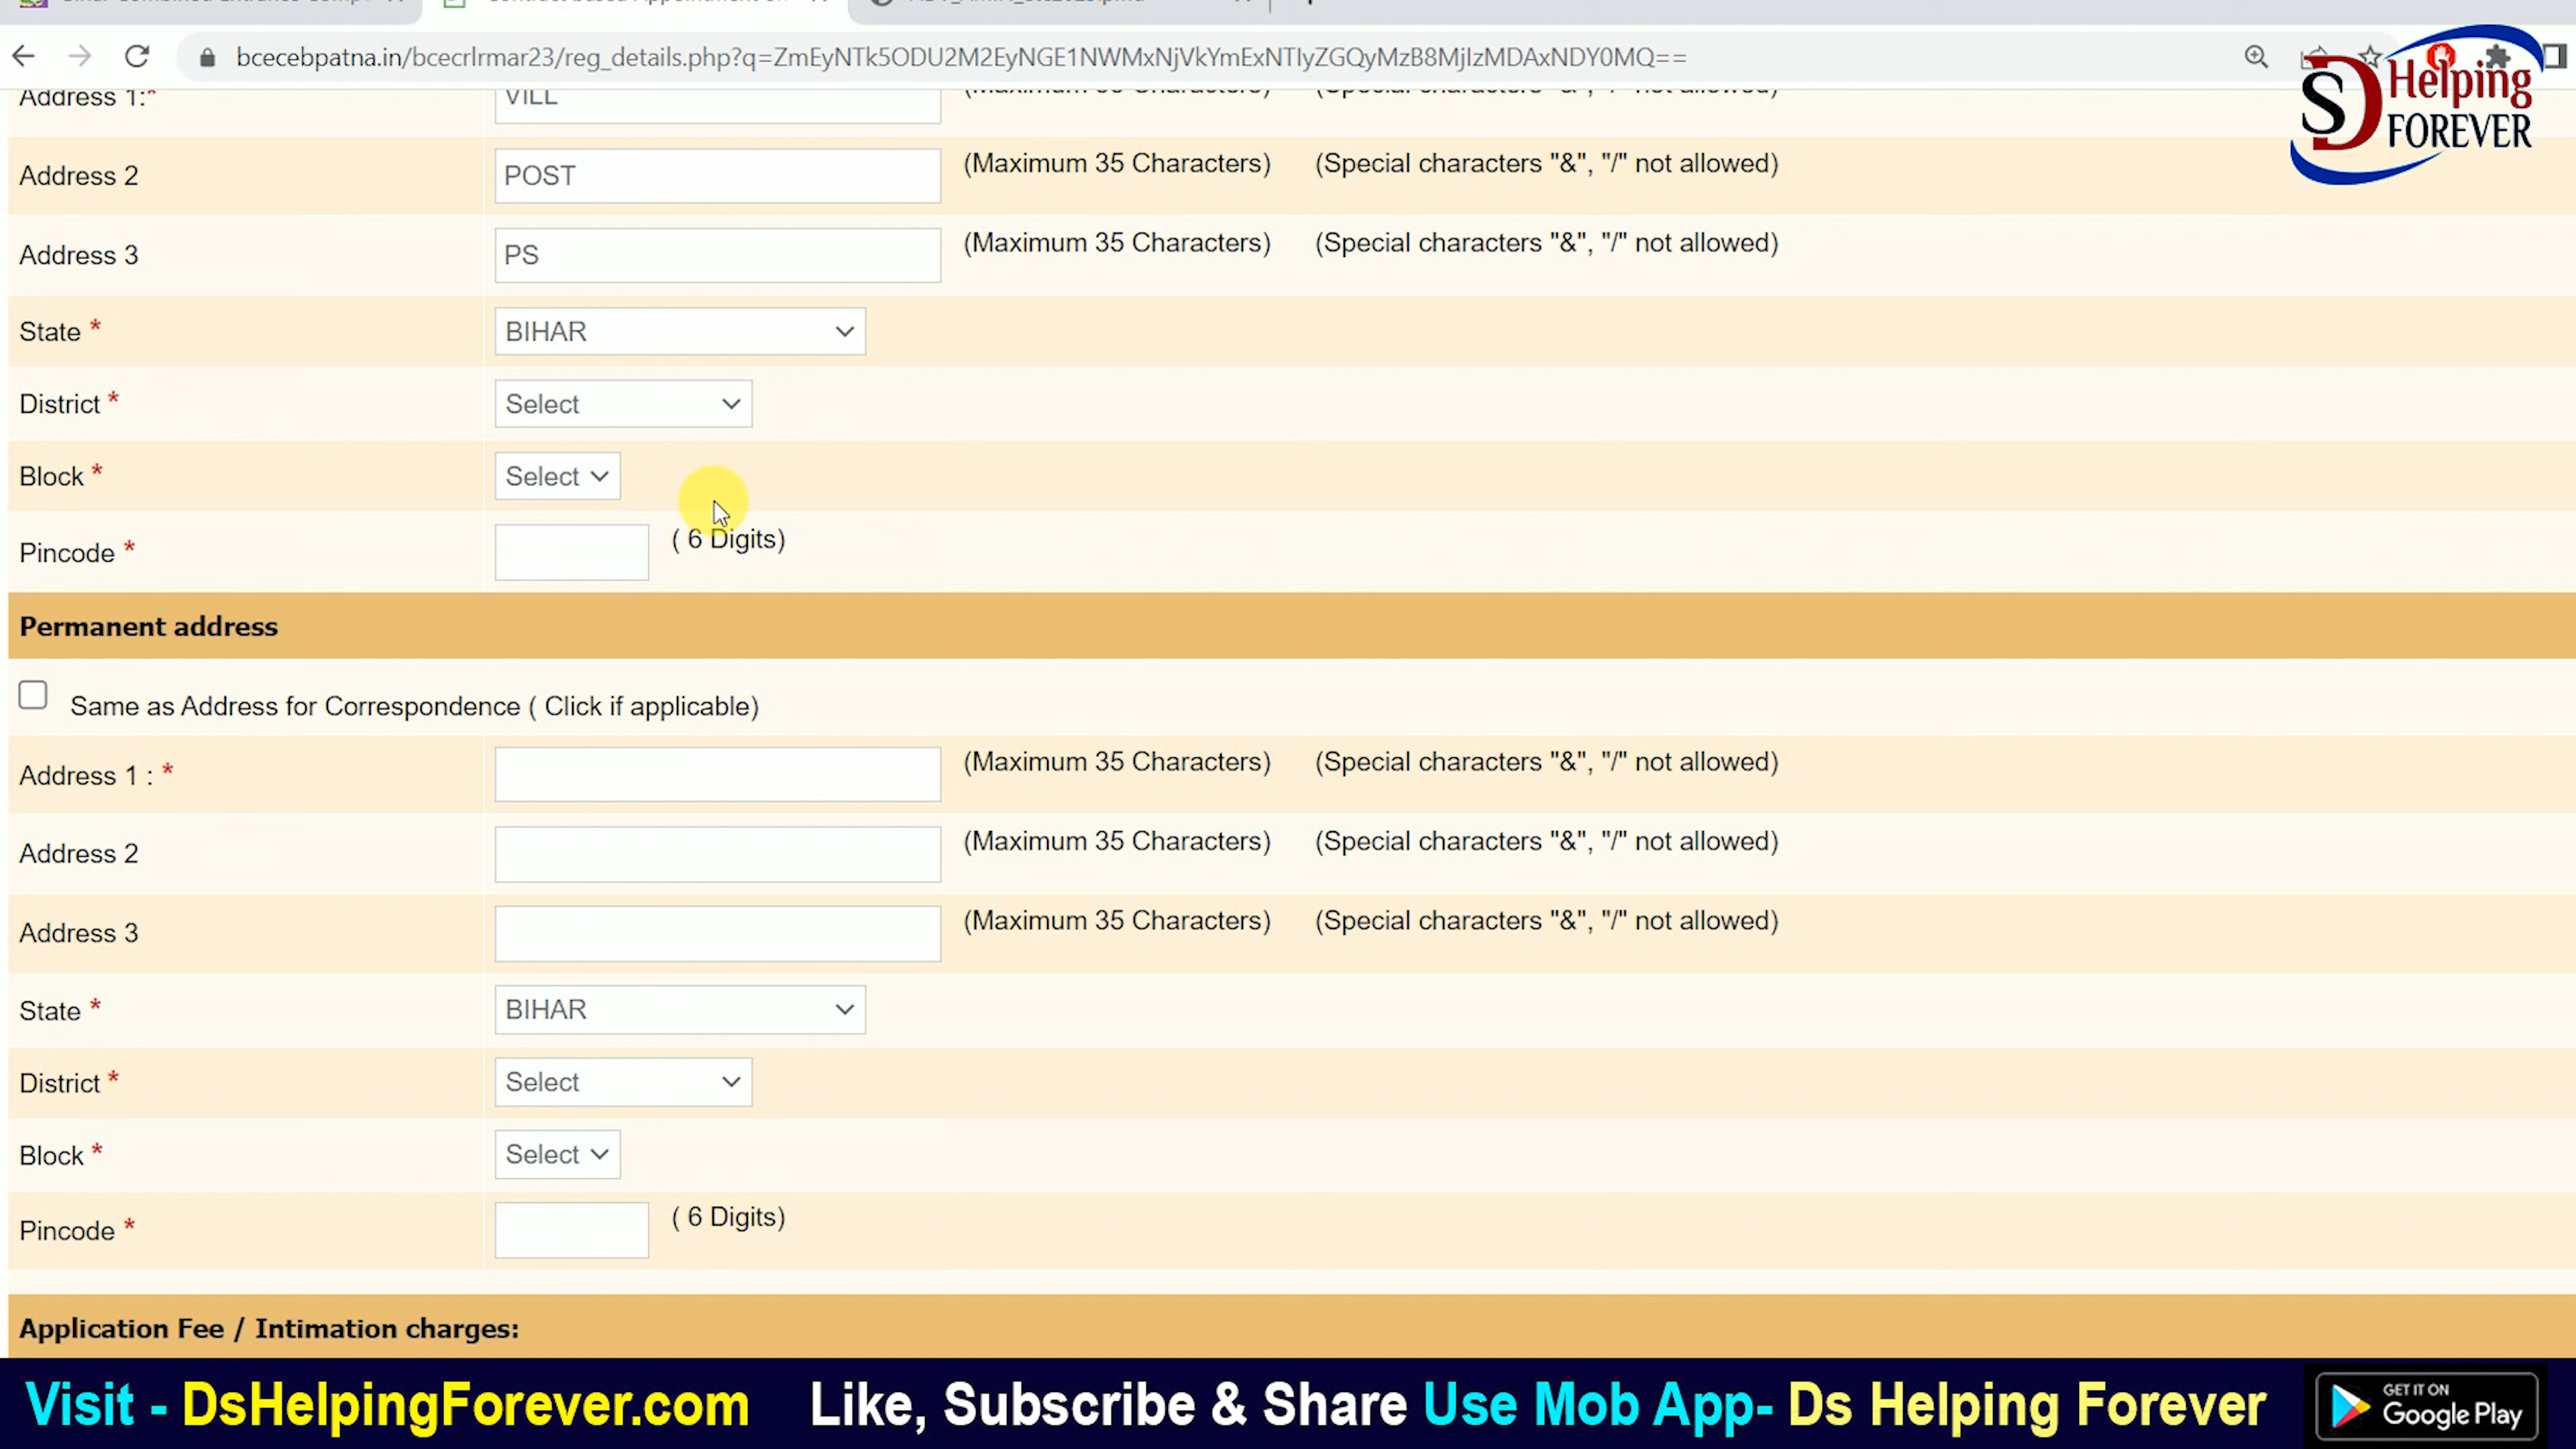 bcecebpatna.in/bcecrlrmar23/reg_details.php?q=ZmEyNTk5ODU2M2EyNGE1NWMxNjVkYmExNTIyZGQyMzB8MjIzMDAxNDY0MQ==
SD Helping
FOREVER
Address 1:* VILL
Address 2 POST (Maximum 35 Characters) (Special characters "&", "/" not allowed)
Address 3 PS (Maximum 35 Characters) (Special characters "&", "/" not allowed)
State * BIHAR
District * Select
Block * Select
Pincode * ( 6 Digits)
Permanent address
Same as Address for Correspondence ( Click if applicable)
Address 1 : * (Maximum 35 Characters) (Special characters "&", "/" not allowed)
Address 2 (Maximum 35 Characters) (Special characters "&", "/" not allowed)
Address 3 (Maximum 35 Characters) (Special characters "&", "/" not allowed)
State * BIHAR
District * Select
Block * Select
Pincode * ( 6 Digits)
Application Fee / Intimation charges:
Visit - DsHelpingForever.com Like, Subscribe & Share Use Mob App- Ds Helping Forever GET IT ON Google Play